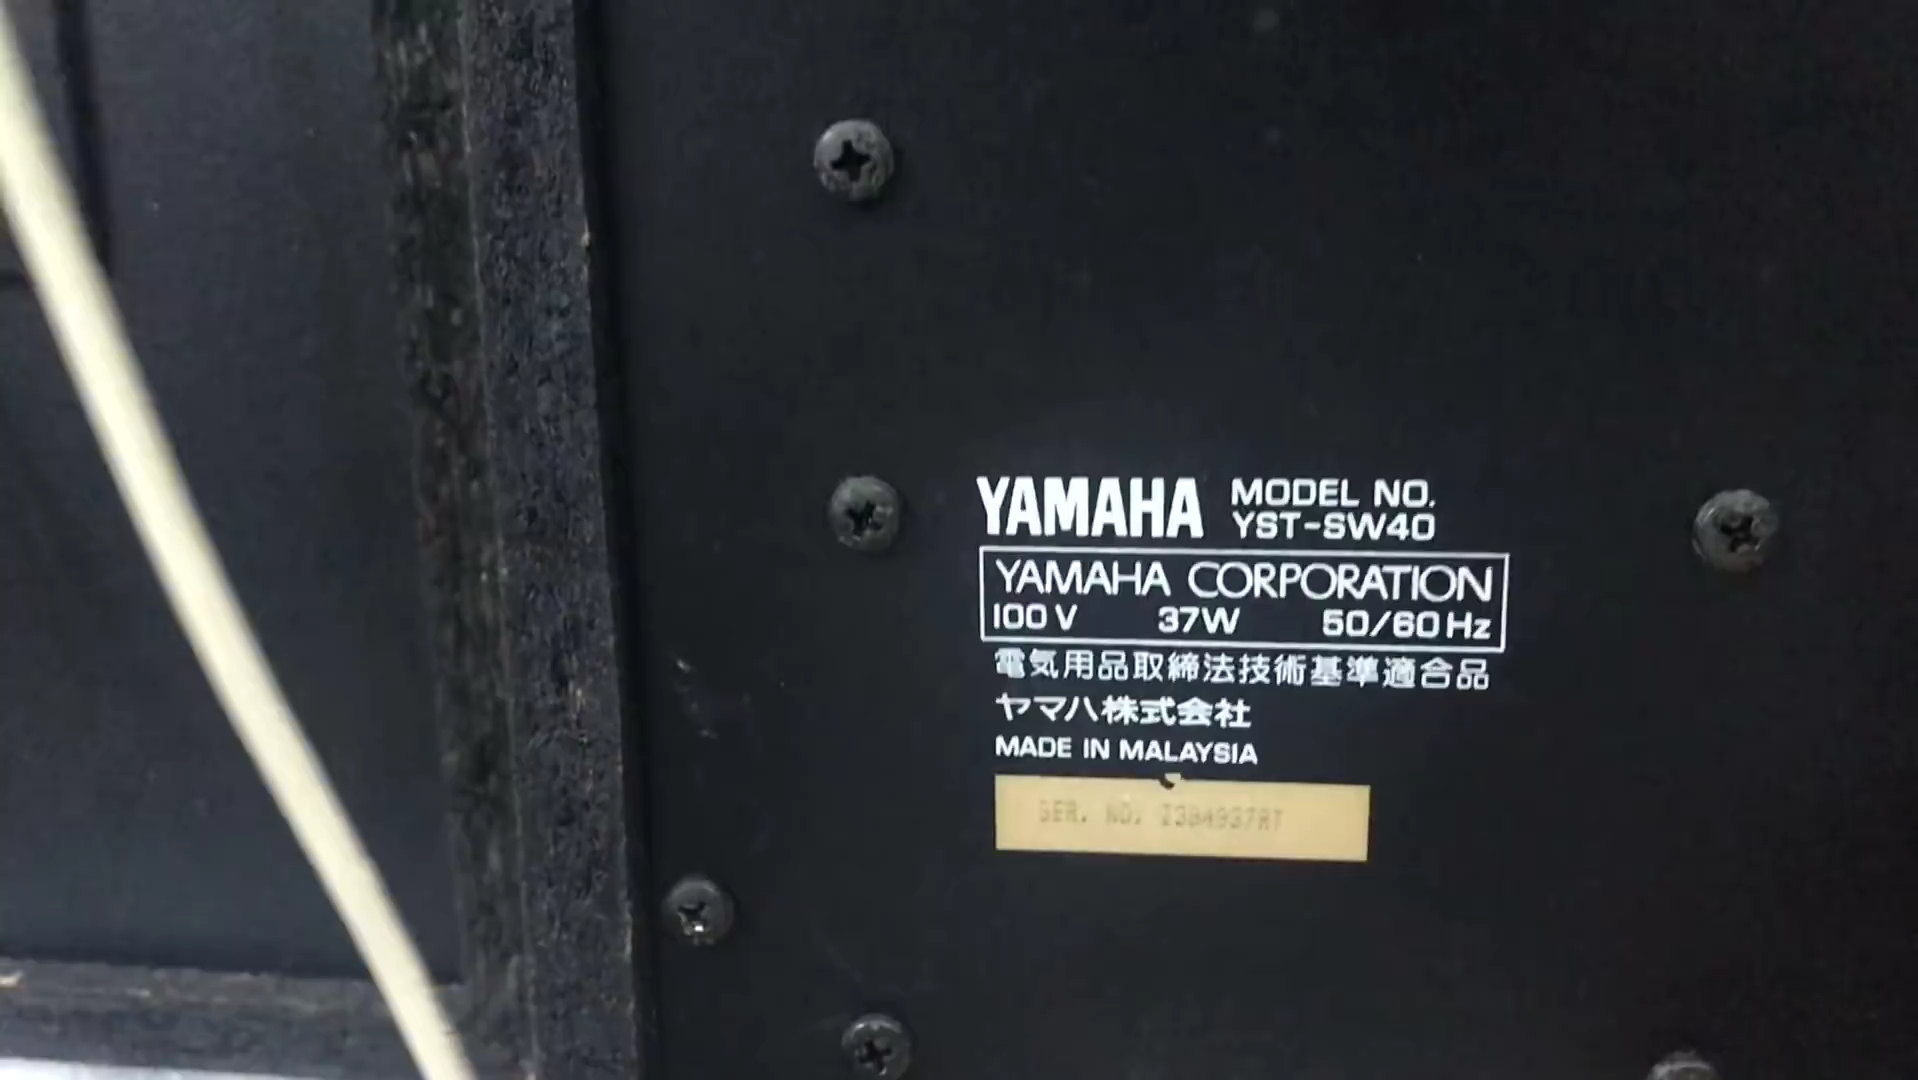 YAMAHA MODEL NO.
YST-SW40
YAMAHA CORPORATION
100V 37W 50/60Hz
電気用品取締法技術基準適合品
ヤマハ株式会社
MADE IN MALAYSIA
SER. NO.